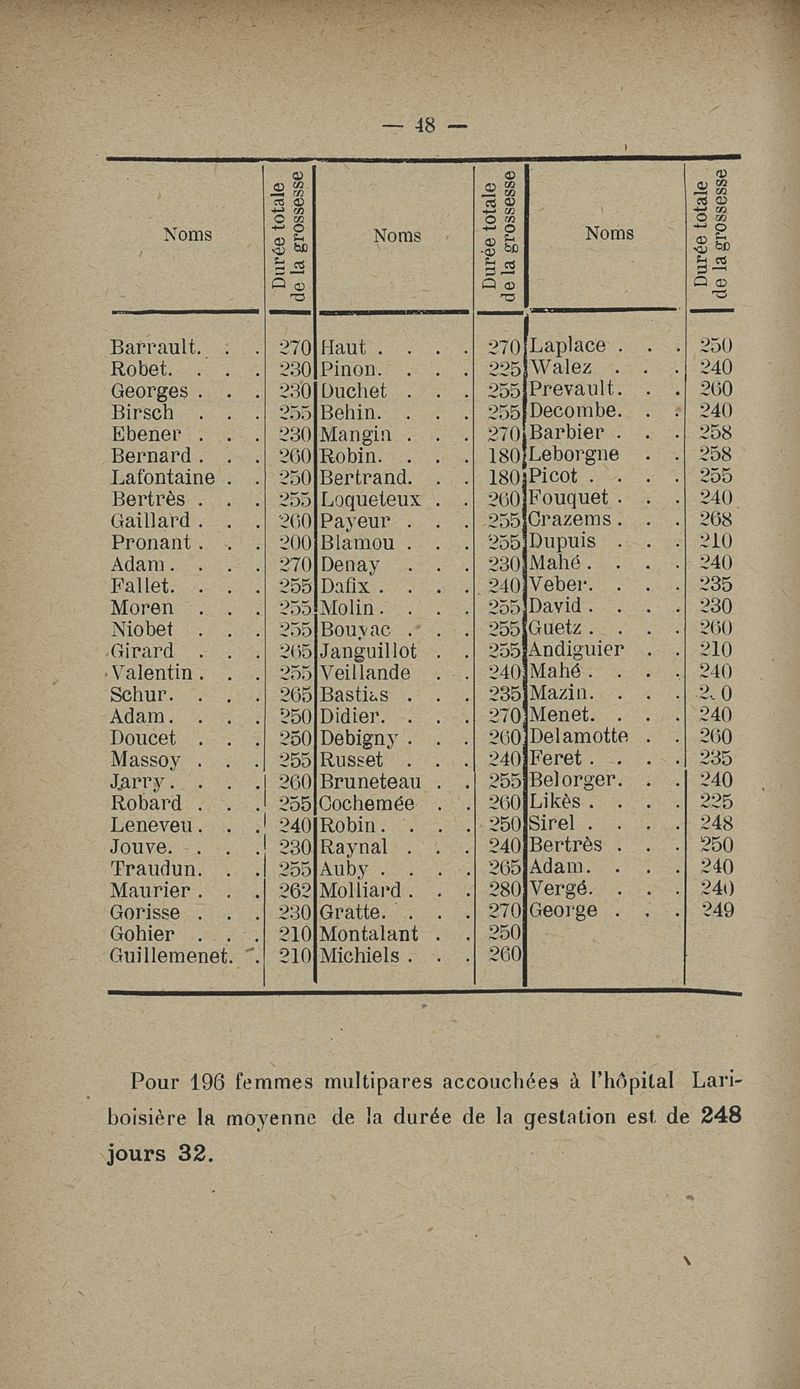 — 48 —
Noms Durée totale de la grossesse Noms Durée totale de la grossesse Noms Durée totale de la grossesse
Barrault. . . 270 Haut . . . . 270 Laplace . . . 250
Robet. . . . 230 Pinon. . . . 225 Walez . . . 240
Georges . . . 230 Duchet . . . 255 Prevault. . . 260
Birsch . . . 255 Behin. . . . 255 Decombe. . . 240
Ebener . . . 230 Mangin . . . 270 Barbier . . . 258
Bernard . . . 260 Robin. . . . 180 Leborgne . . 258
Lafontaine . . 250 Bertrand. . . 180 Picot . . . . 255
Bertrès . . . 255 Loqueteux . . 260 Fouquet . . . 240
Gaillard . . . 260 Payeur . . . 255 Crazems . . . 268
Pronant . . . 200 Blamou . . . 255 Dupuis . . . 210
Adam . . . . 270 Denay . . . 230 Mahé . . . . 240
Fallet. . . . 255 Dafix . . . . 240 Veber. . . . 235
Moren . . . 255 Molin . . . . 255 David . . . . 230
Niobet . . . 255 Bouyac . . . 255 Guetz . . . . 260
Girard . . . 265 Janguillot . . 255 Andiguier . . 210
Valentin . . . 255 Veillande . . 240 Mahé . . . . 240
Schur. . . . 265 Bastias . . . 235 Mazin. . . .
Adam. . . . 250 Didier. . . . 270 Menet. . . . 240
Doucet . . . 250 Debigny . . . 260 Delamotte . . 260
Massoy . . . 255 Russet . . . 240 Feret . . . . 235
Jarry. . . . 260 Bruneteau . . 255 Belorger. . . 240
Robard . . . 255 Cochemée . . 260 Likès . . . . 225
Leneveu . . . 240 Robin. . . . 250 Sirel . . . . 248
Jouve. . . . 230 Raynal . . . 240 Bertrès . . . 250
Traudun. . . 255 Auby . . . . 265 Adam. . . . 240
Maurier . . . 262 Molliard . . . 280 Vergé. . . . 240
Gorisse . . . 230 Gratte. . . . 270 George . . . 249
Gohier . . . 210 Montalant . . 250
Guillemenet. . 210 Michiels . . . 260
Pour 196 femmes multipares accouchées à l'hôpital Lari-
boisière la moyenne de la durée de la gestation est de 248
jours 32.